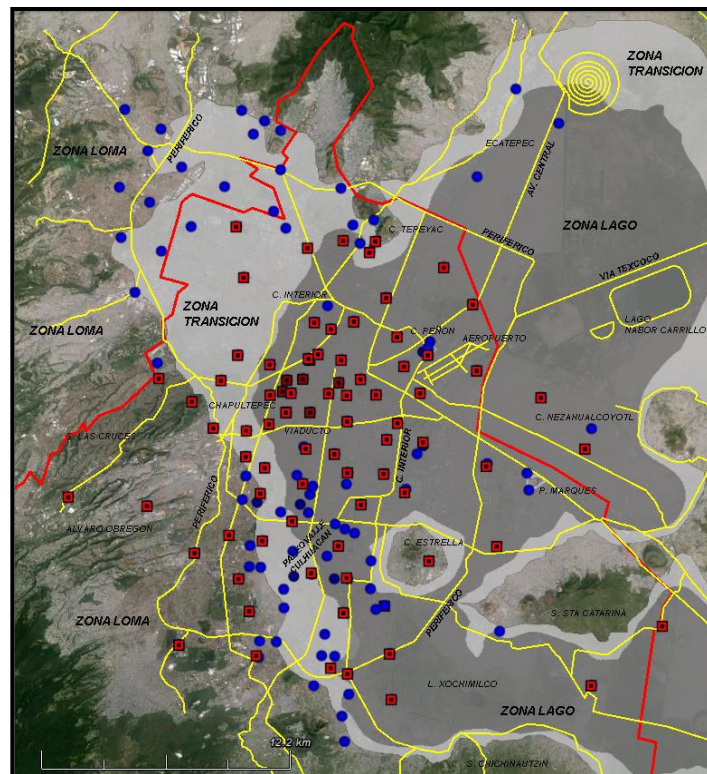 ZONA
TRANSICION
ZONA LOMA
PERIFERICO
ECATEPEC
AV. CENTRAL
C. TEPEYAC
ZONA LAGO
PERIFERICO
VIA TEXCOCO
ZONA
TRANSICION
C. INTERIOR
LAGO
NABOR CARRILLO
ZONA LOMA
C. PEÑON
AEROPUERTO
CHAPULTEPEC
C. NEZAHUALCOYOTL
VIADUCTO
S. LAS CRUCES
C. INTERIOR
P. MARQUES
PERIFERICO
ALVARO OBREGON
PALEOVALLE
CULHUACAN
C. ESTRELLA
ZONA LOMA
PERIFERICO
S. STA CATARINA
L. XOCHIMILCO
ZONA LAGO
12.2 km
S. CHICHINAUTZIN